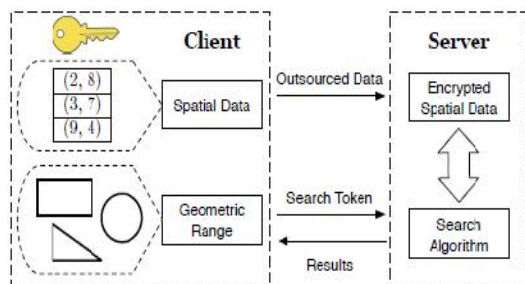 Client
Server
(2, 8)
(3, 7)
(9, 4)
Spatial Data
Outsourced Data
Encrypted
Spatial Data
Geometric
Range
Search Token
Results
Search
Algorithm